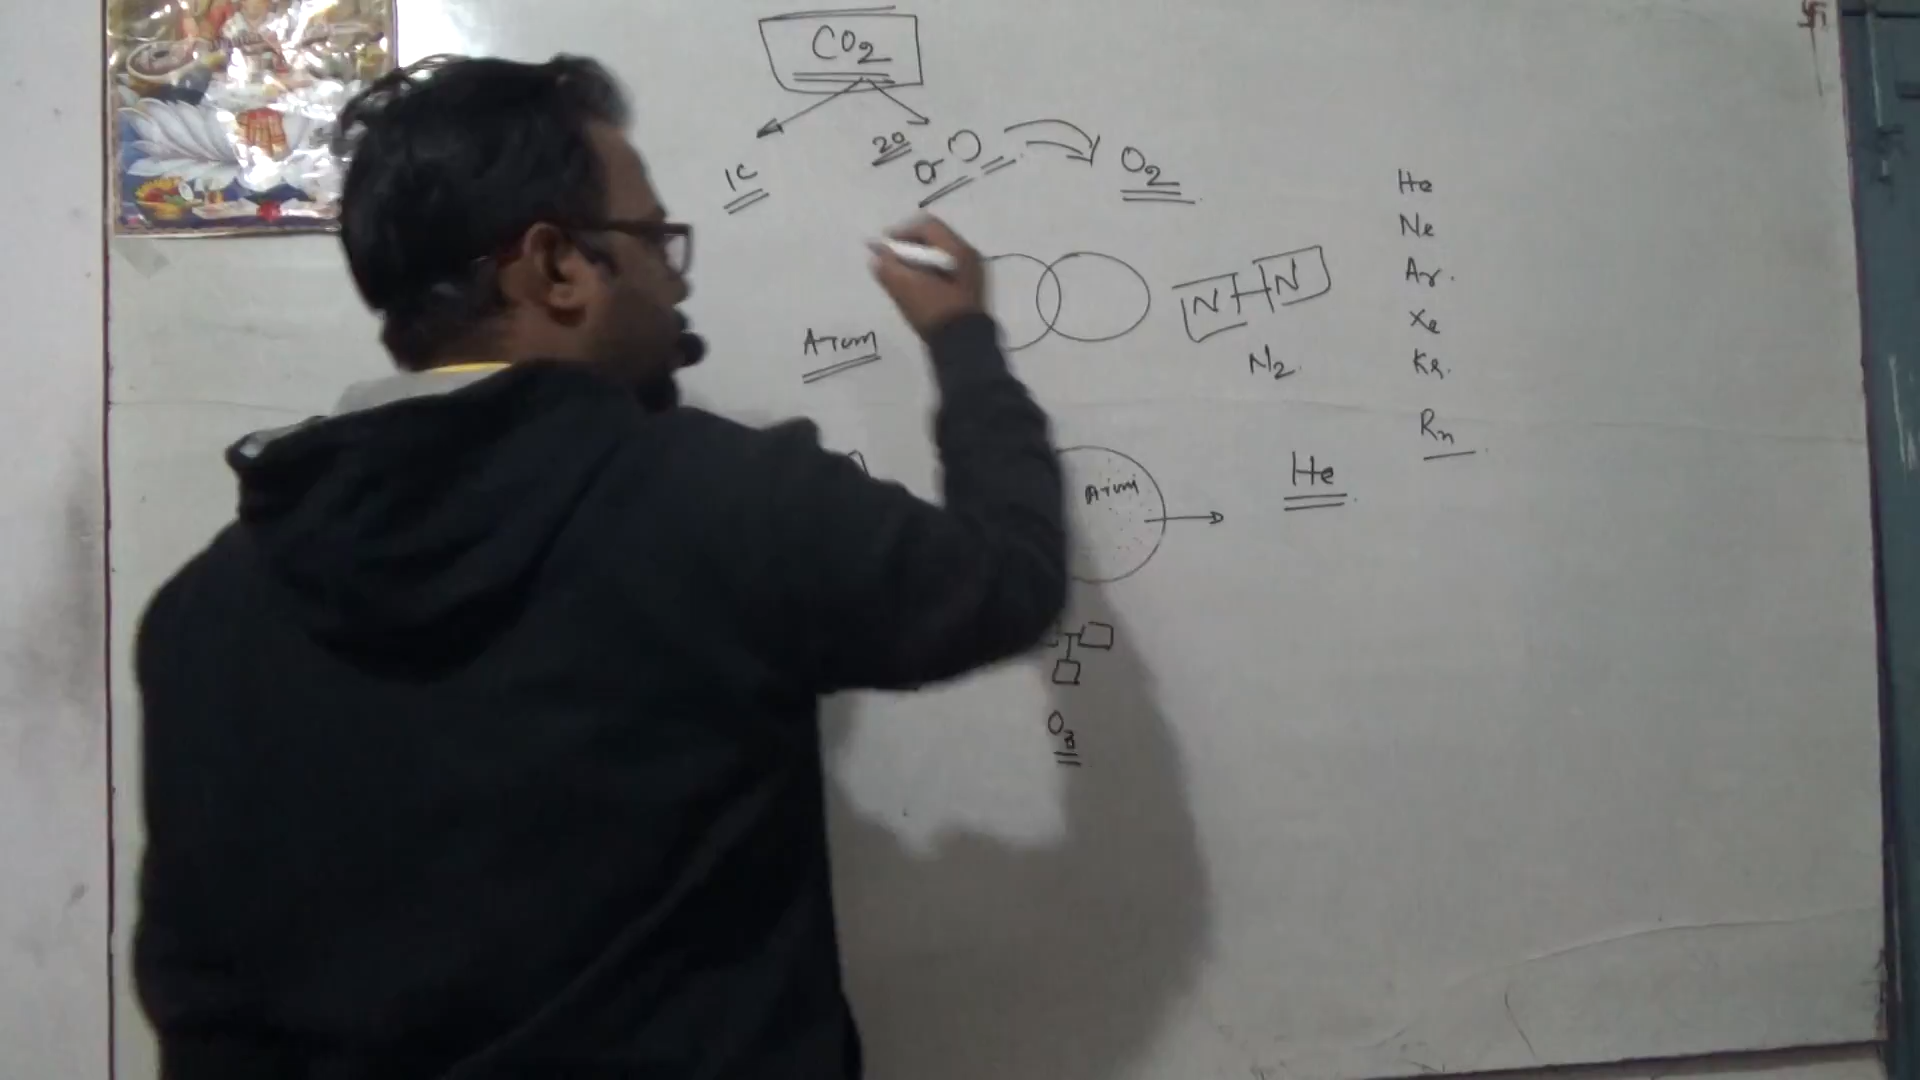 CO2
1C
2O
O O
O2
He
Ne
Ar.
Xe
Kr.
Rn
N N
N2
Atom
Atom
He
O3